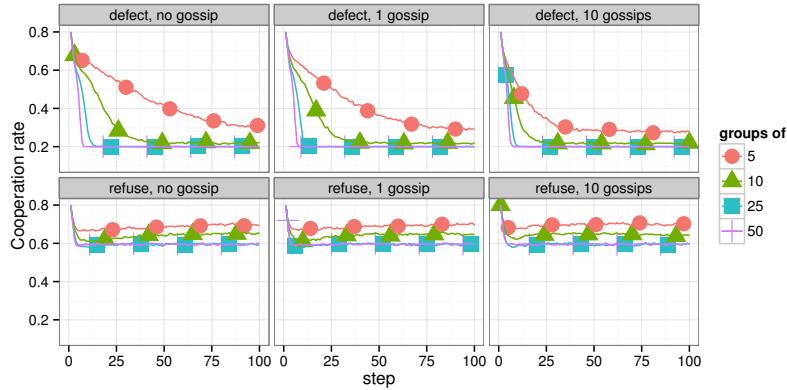 defect, no gossip
defect, 1 gossip
defect, 10 gossips
0.8
0.6
0.4
0.2
refuse, no gossip
refuse, 1 gossip
refuse, 10 gossips
0.8
0.6
0.4
0.2
Cooperation rate
0 25 50 75 100
0 25 50 75 100
0 25 50 75 100
step
groups of
5
10
25
50